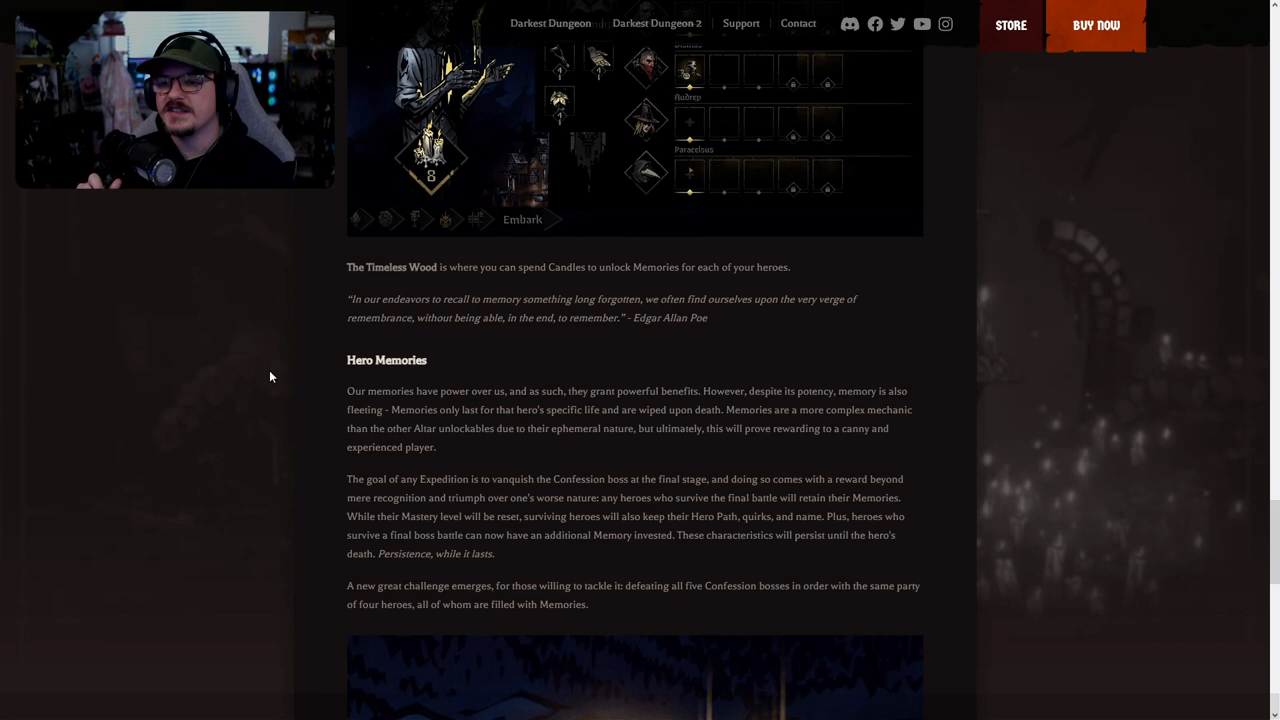 Darkest Dungeon
Darkest Dungeon 2
Support
Contact
STORE
BUY NOW
Audrey
Paracelsus
8
Embark
The Timeless Wood is where you can spend Candles to unlock Memories for each of your heroes.
“In our endeavors to recall to memory something long forgotten, we often find ourselves upon the very verge of
remembrance, without being able, in the end, to remember.” - Edgar Allan Poe
Hero Memories
Our memories have power over us, and as such, they grant powerful benefits. However, despite its potency, memory is also
fleeting - Memories only last for that hero's specific life and are wiped upon death. Memories are a more complex mechanic
than the other Altar unlockables due to their ephemeral nature, but ultimately, this will prove rewarding to a canny and
experienced player.
The goal of any Expedition is to vanquish the Confession boss at the final stage, and doing so comes with a reward beyond
mere recognition and triumph over one's worse nature: any heroes who survive the final battle will retain their Memories.
While their Mastery level will be reset, surviving heroes will also keep their Hero Path, quirks, and name. Plus, heroes who
survive a final boss battle can now have an additional Memory invested. These characteristics will persist until the hero's
death. Persistence, while it lasts.
A new great challenge emerges, for those willing to tackle it: defeating all five Confession bosses in order with the same party
of four heroes, all of whom are filled with Memories.